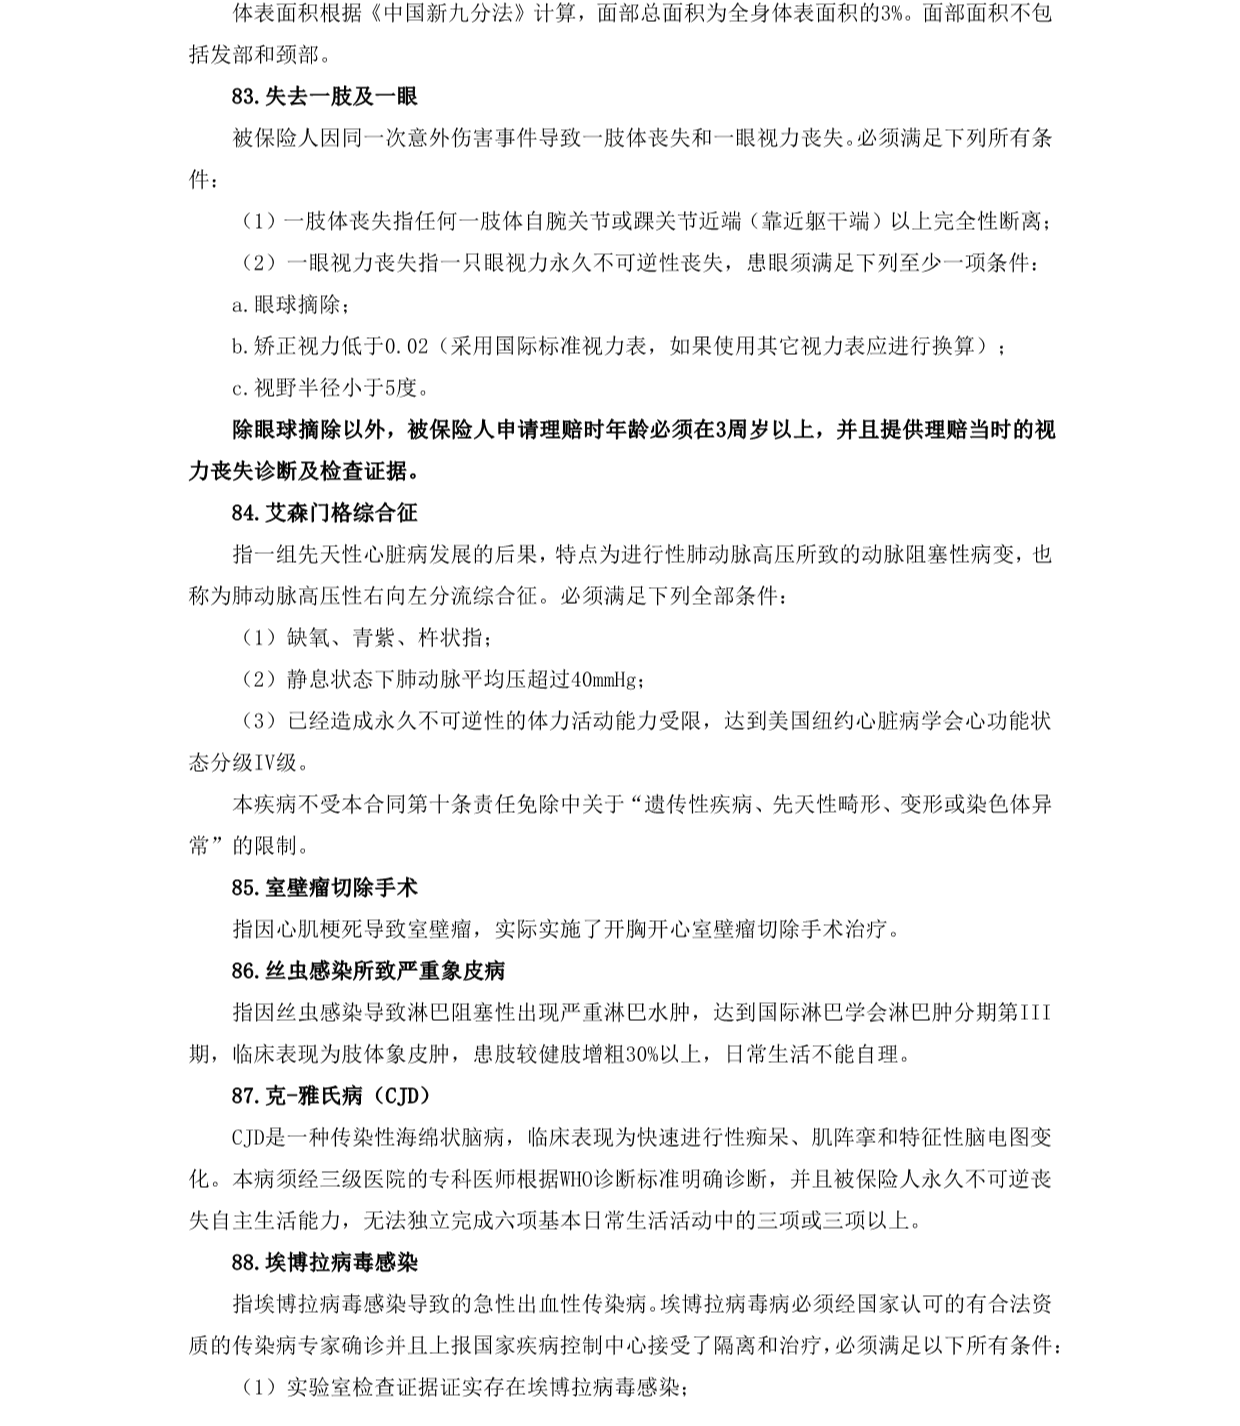 体表面积根据《中国新九分法》计算，面部总面积为全身体表面积的3%。面部面积不包
括发部和颈部。
83.失去一肢及一眼
被保险人因同一次意外伤害事件导致一肢体丧失和一眼视力丧失。必须满足下列所有条
件：
（1）一肢体丧失指任何一肢体自腕关节或踝关节近端（靠近躯干端）以上完全性断离；
（2）一眼视力丧失指一只眼视力永久不可逆性丧失，患眼须满足下列至少一项条件：
a.眼球摘除；
b.矫正视力低于0.02（采用国际标准视力表，如果使用其它视力表应进行换算）；
c.视野半径小于5度。
除眼球摘除以外，被保险人申请理赔时年龄必须在3周岁以上，并且提供理赔当时的视
力丧失诊断及检查证据。
84.艾森门格综合征
指一组先天性心脏病发展的后果，特点为进行性肺动脉高压所致的动脉阻塞性病变，也
称为肺动脉高压性右向左分流综合征。必须满足下列全部条件：
（1）缺氧、青紫、杵状指；
（2）静息状态下肺动脉平均压超过40mmHg；
（3）已经造成永久不可逆性的体力活动能力受限，达到美国纽约心脏病学会心功能状
态分级IV级。
本疾病不受本合同第十条责任免除中关于“遗传性疾病、先天性畸形、变形或染色体异
常”的限制。
85.室壁瘤切除手术
指因心肌梗死导致室壁瘤，实际实施了开胸开心室壁瘤切除手术治疗。
86.丝虫感染所致严重象皮病
指因丝虫感染导致淋巴阻塞性出现严重淋巴水肿，达到国际淋巴学会淋巴肿分期第III
期，临床表现为肢体象皮肿，患肢较健肢增粗30%以上，日常生活不能自理。
87.克-雅氏病（CJD）
CJD是一种传染性海绵状脑病，临床表现为快速进行性痴呆、肌阵挛和特征性脑电图变
化。本病须经三级医院的专科医师根据WHO诊断标准明确诊断，并且被保险人永久不可逆丧
失自主生活能力，无法独立完成六项基本日常生活活动中的三项或三项以上。
88.埃博拉病毒感染
指埃博拉病毒感染导致的急性出血性传染病。埃博拉病毒病必须经国家认可的有合法资
质的传染病专家确诊并且上报国家疾病控制中心接受了隔离和治疗，必须满足以下所有条件：
（1）实验室检查证据证实存在埃博拉病毒感染；